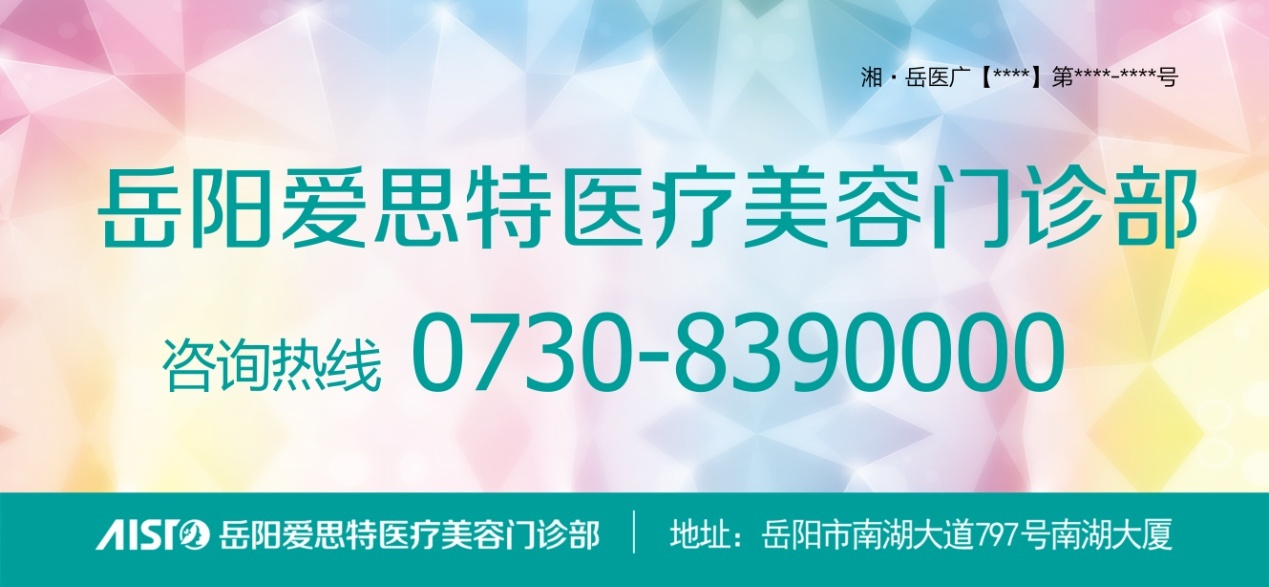 湘·岳医广【****】第****-****号
岳阳爱思特医疗美容门诊部
咨询热线 0730-8390000
AIST 岳阳爱思特医疗美容门诊部 地址：岳阳市南湖大道797号南湖大厦